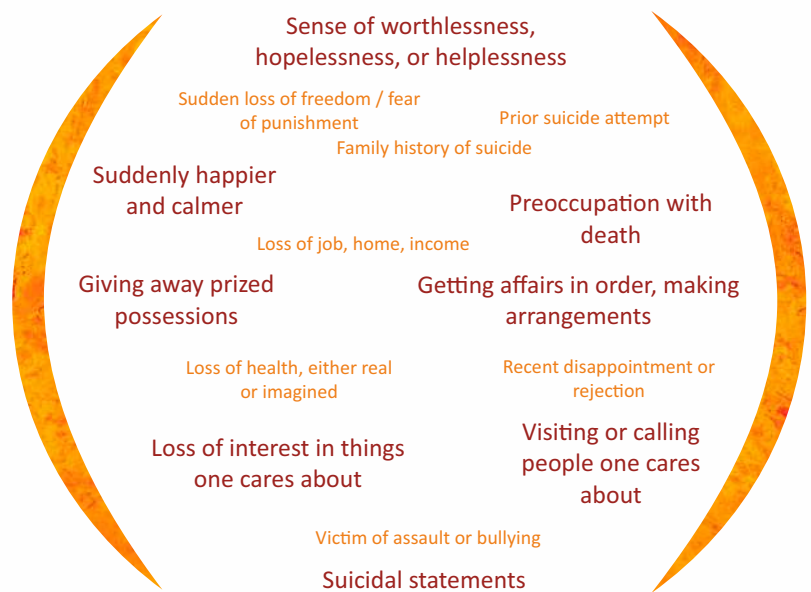 Sense of worthlessness,
hopelessness, or helplessness
Sudden loss of freedom / fear
of punishment
Prior suicide attempt
Family history of suicide
Suddenly happier
and calmer
Preoccupation with
death
Loss of job, home, income
Giving away prized
possessions
Getting affairs in order, making
arrangements
Loss of health, either real
or imagined
Recent disappointment or
rejection
Loss of interest in things
one cares about
Visiting or calling
people one cares
about
Victim of assault or bullying
Suicidal statements